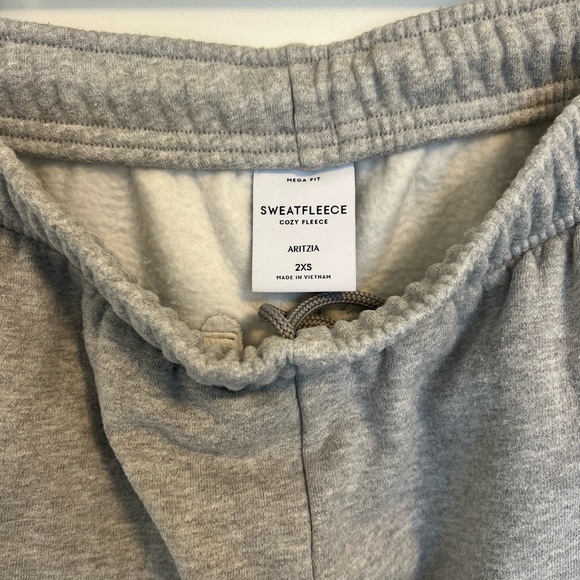 MEGA FIT
SWEATFLEECE
COZY FLEECE
ARITZIA
2XS
MADE IN VIETNAM